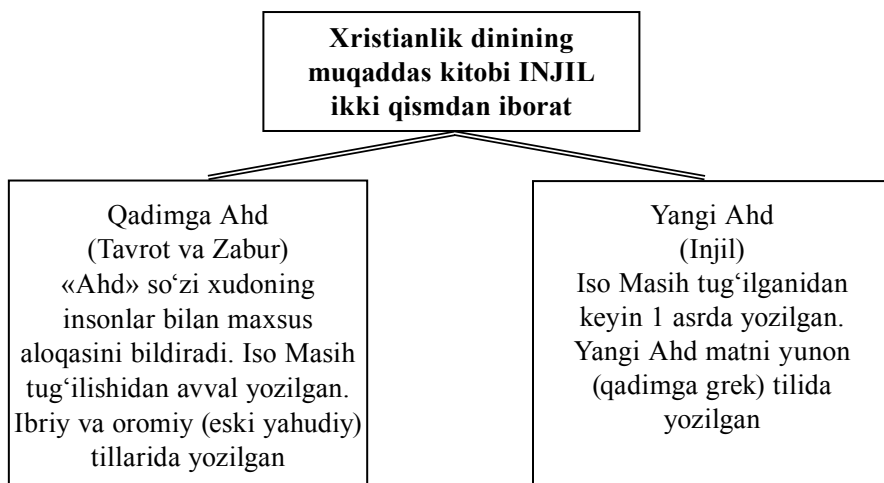 Xristianlik dinining
muqaddas kitobi INJIL
ikki qismdan iborat
Qadimga Ahd
(Tavrot va Zabur)
«Ahd» so‘zi xudoning
insonlar bilan maxsus
aloqasini bildiradi. Iso Masih
tug‘ilishidan avval yozilgan.
Ibriy va oromiy (eski yahudiy)
tillarida yozilgan
Yangi Ahd
(Injil)
Iso Masih tug‘ilganidan
keyin 1 asrda yozilgan.
Yangi Ahd matni yunon
(qadimga grek) tilida
yozilgan